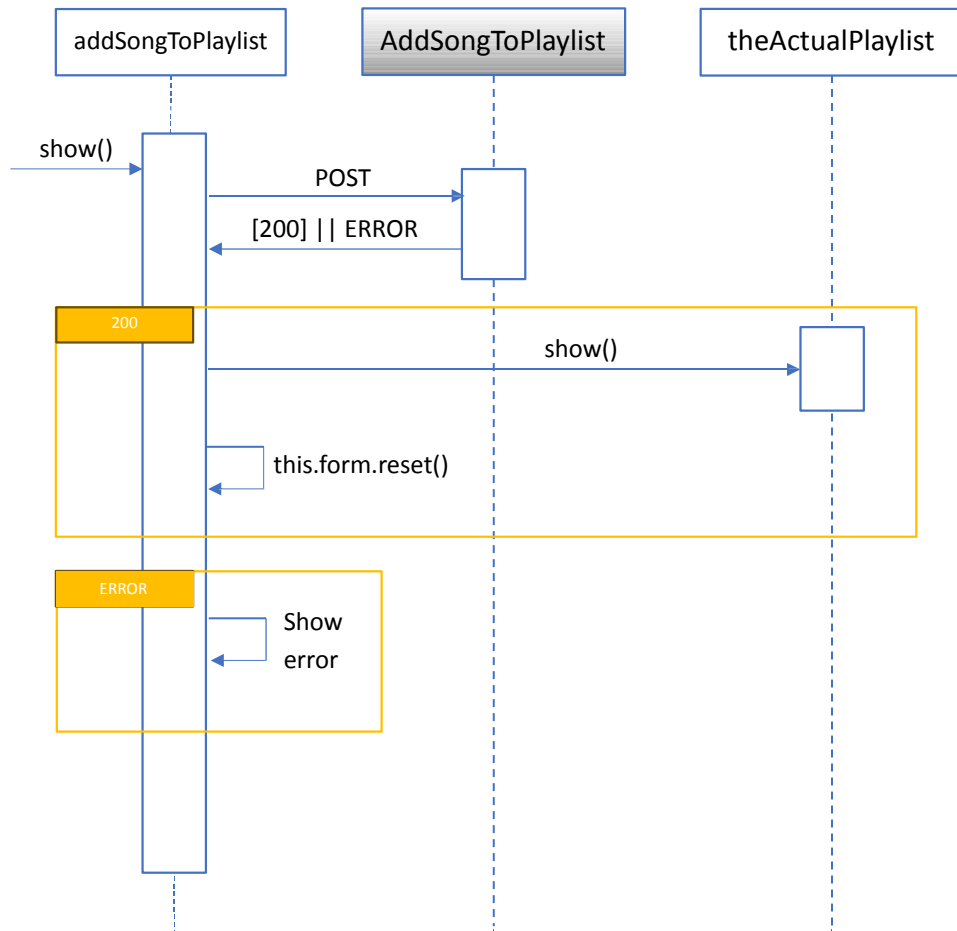 addSongToPlaylist
AddSongToPlaylist
theActualPlaylist
show()
POST
[200] || ERROR
200
show()
this.form.reset()
ERROR
Show
error